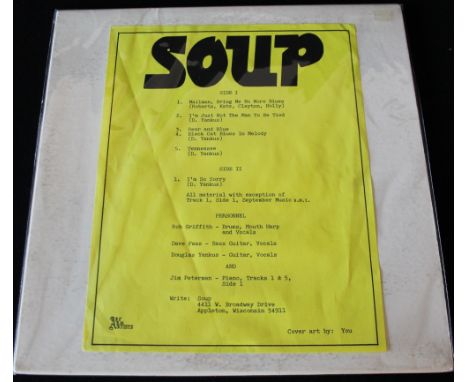 SOUP
SIDE I
1. Mailman, Bring Me No More Blues
(Roberts, Katz, Clayton, Holly)
2. I'm Just Not The Man To Be Tied
(D. Yankus)
3. Dear and Blue
4. Black Cat Blues In Melody
(D. Yankus)
5. Tennessee
(D. Yankus)
SIDE II
1. I'm So Sorry
(D. Yankus)
All material with exception of
Track 1, Side 1, September Music
PERSONNEL
Rob Griffith - Drums, Mouth Harp
and Vocals
Dave Faas - Bass Guitar, Vocals
Douglas Yankus - Guitar, Vocals
AND
Jim Peterman - Piano, Tracks 1 & 5,
Side 1
Write: Soup
4411 W. Broadway Drive
Appleton, Wisconsin 54911
Cover art by: You